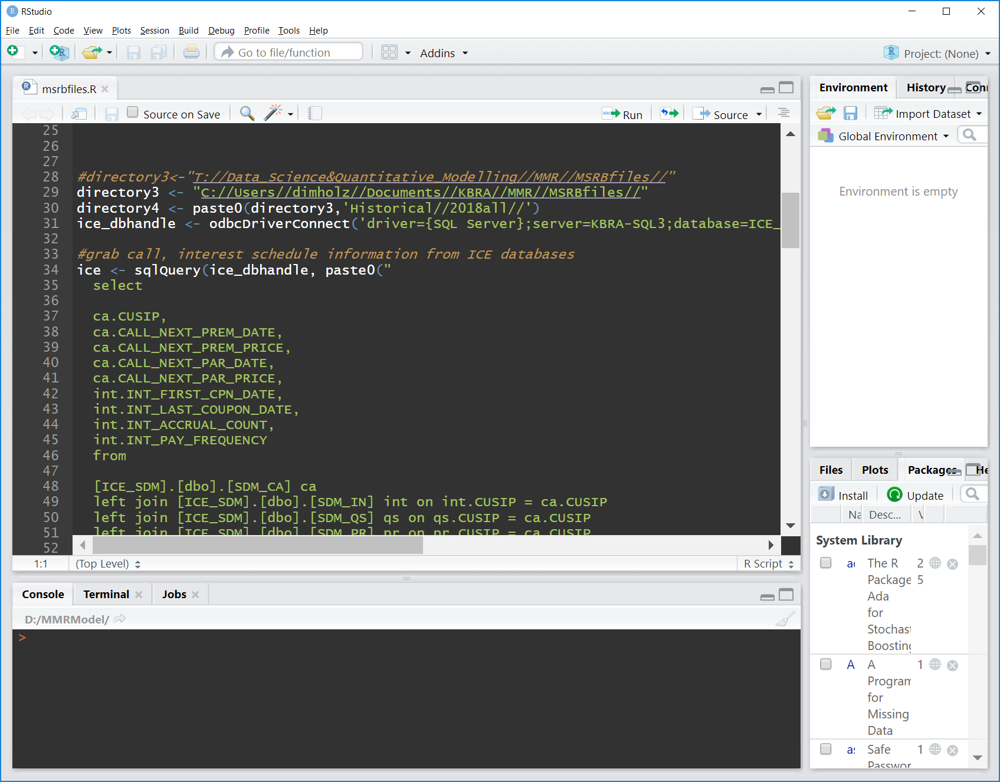 RStudio
File Edit Code View Plots Session Build Debug Profile Tools Help
Go to file/function Addins Project: (None)
msrbfiles.R
Source on Save Run Source
25
26
27
28 #directory3<-"T://Data_Science&Quantitative_Modelling//MMR//MSRBfiles//"
29 directory3 <- "C://Users//dimholz//Documents//KBRA//MMR//MSRBfiles//"
30 directory4 <- paste0(directory3,'Historical//2018all//')
31 ice_dbhandle <- odbcDriverConnect('driver={SQL Server};server=KBRA-SQL3;database=ICE_
32
33 #grab call, interest schedule information from ICE databases
34 ice <- sqlQuery(ice_dbhandle, paste0("
35 select
36
37 ca.CUSIP,
38 ca.CALL_NEXT_PREM_DATE,
39 ca.CALL_NEXT_PREM_PRICE,
40 ca.CALL_NEXT_PAR_DATE,
41 ca.CALL_NEXT_PAR_PRICE,
42 int.INT_FIRST_CPN_DATE,
43 int.INT_LAST_COUPON_DATE,
44 int.INT_ACCRUAL_COUNT,
45 int.INT_PAY_FREQUENCY
46 from
47
48 [ICE_SDM].[dbo].[SDM_CA] ca
49 left join [ICE_SDM].[dbo].[SDM_IN] int on int.CUSIP = ca.CUSIP
50 left join [ICE_SDM].[dbo].[SDM_QS] qs on qs.CUSIP = ca.CUSIP
51 left join [ICE_SDM].[dbo].[SDM_PR] pr on pr.CUSIP = ca.CUSIP
52
1:1 (Top Level) R Script
Console Terminal Jobs
D:/MMRModel/
>
Environment History Conn
Import Dataset
Global Environment
Environment is empty
Files Plots Packages He
Install Update
Na Desc... V
System Library
The R 2
Package 5
Ada
for
Stochast
Boosting
A A 1
Program
for
Missing
Data
as Safe 1
Passwor